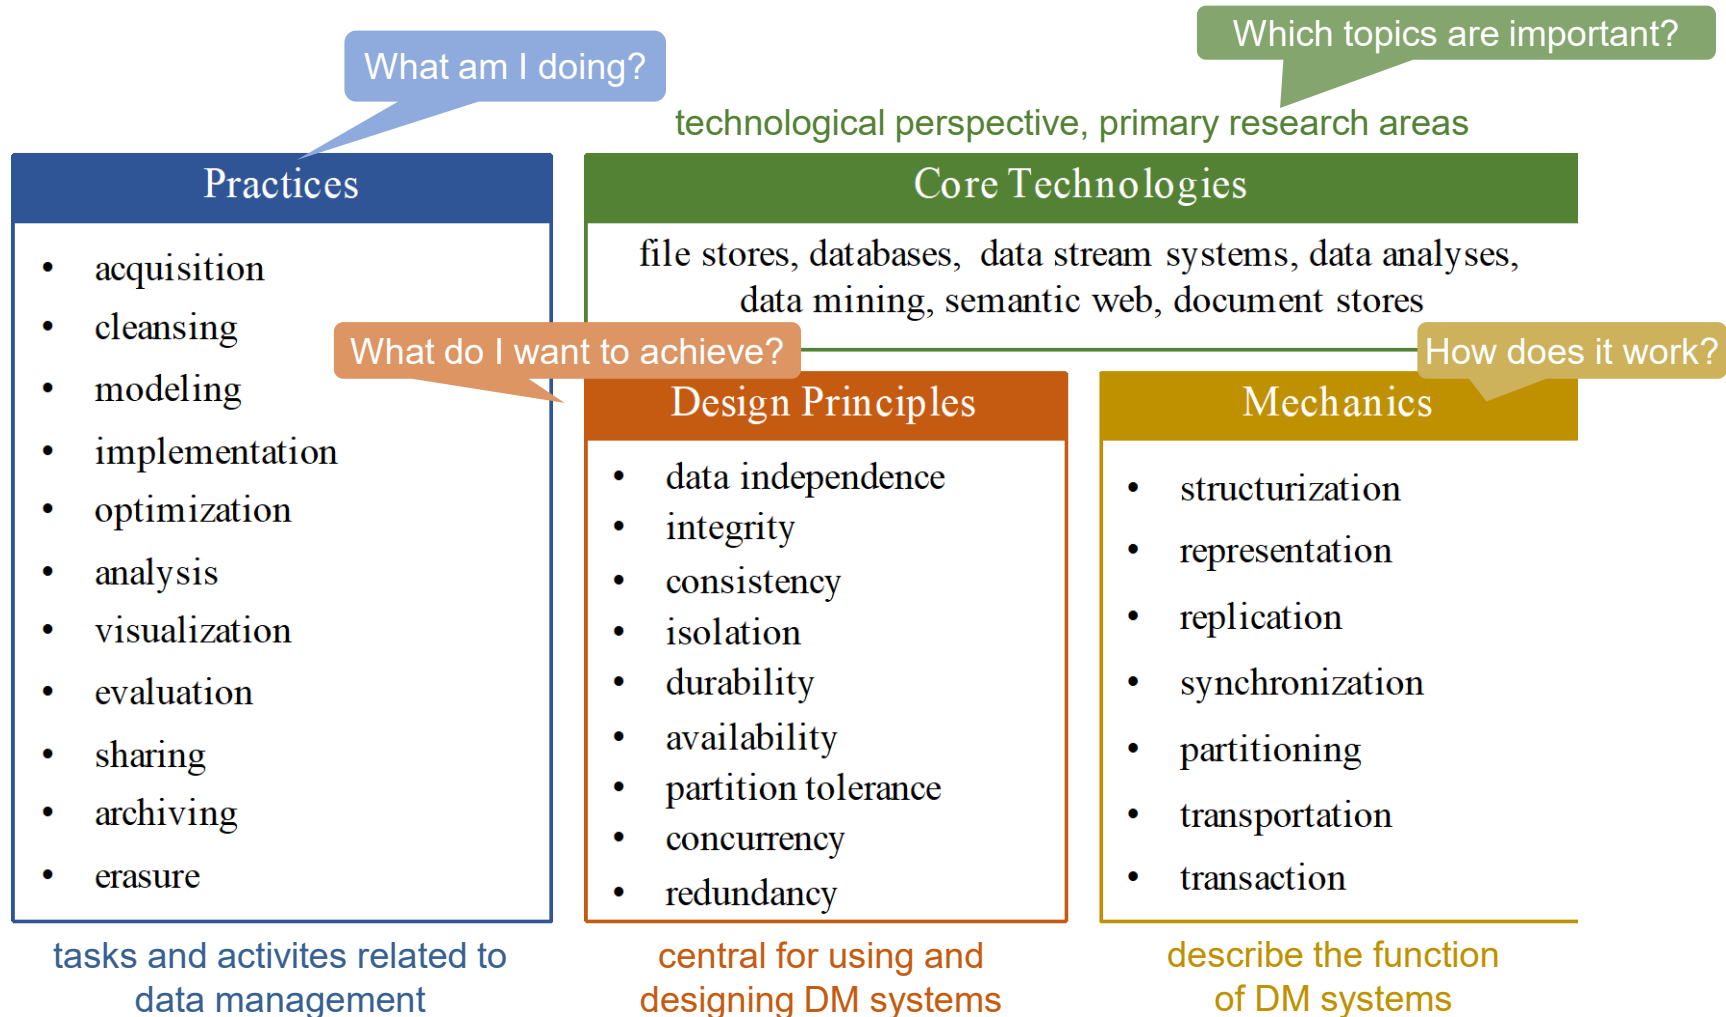 What am I doing?
Which topics are important?
technological perspective, primary research areas
Practices
• acquisition
• cleansing
• modeling
• implementation
• optimization
• analysis
• visualization
• evaluation
• sharing
• archiving
• erasure
tasks and activites related to
data management
Core Technologies
file stores, databases, data stream systems, data analyses,
data mining, semantic web, document stores
What do I want to achieve?
Design Principles
• data independence
• integrity
• consistency
• isolation
• durability
• availability
• partition tolerance
• concurrency
• redundancy
central for using and
designing DM systems
How does it work?
Mechanics
• structurization
• representation
• replication
• synchronization
• partitioning
• transportation
• transaction
describe the function
of DM systems